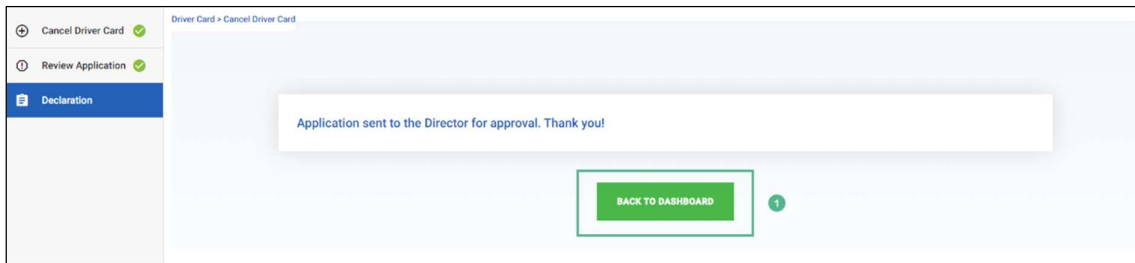 Driver Card > Cancel Driver Card
Cancel Driver Card
Review Application
Declaration
Application sent to the Director for approval. Thank you!
BACK TO DASHBOARD
1